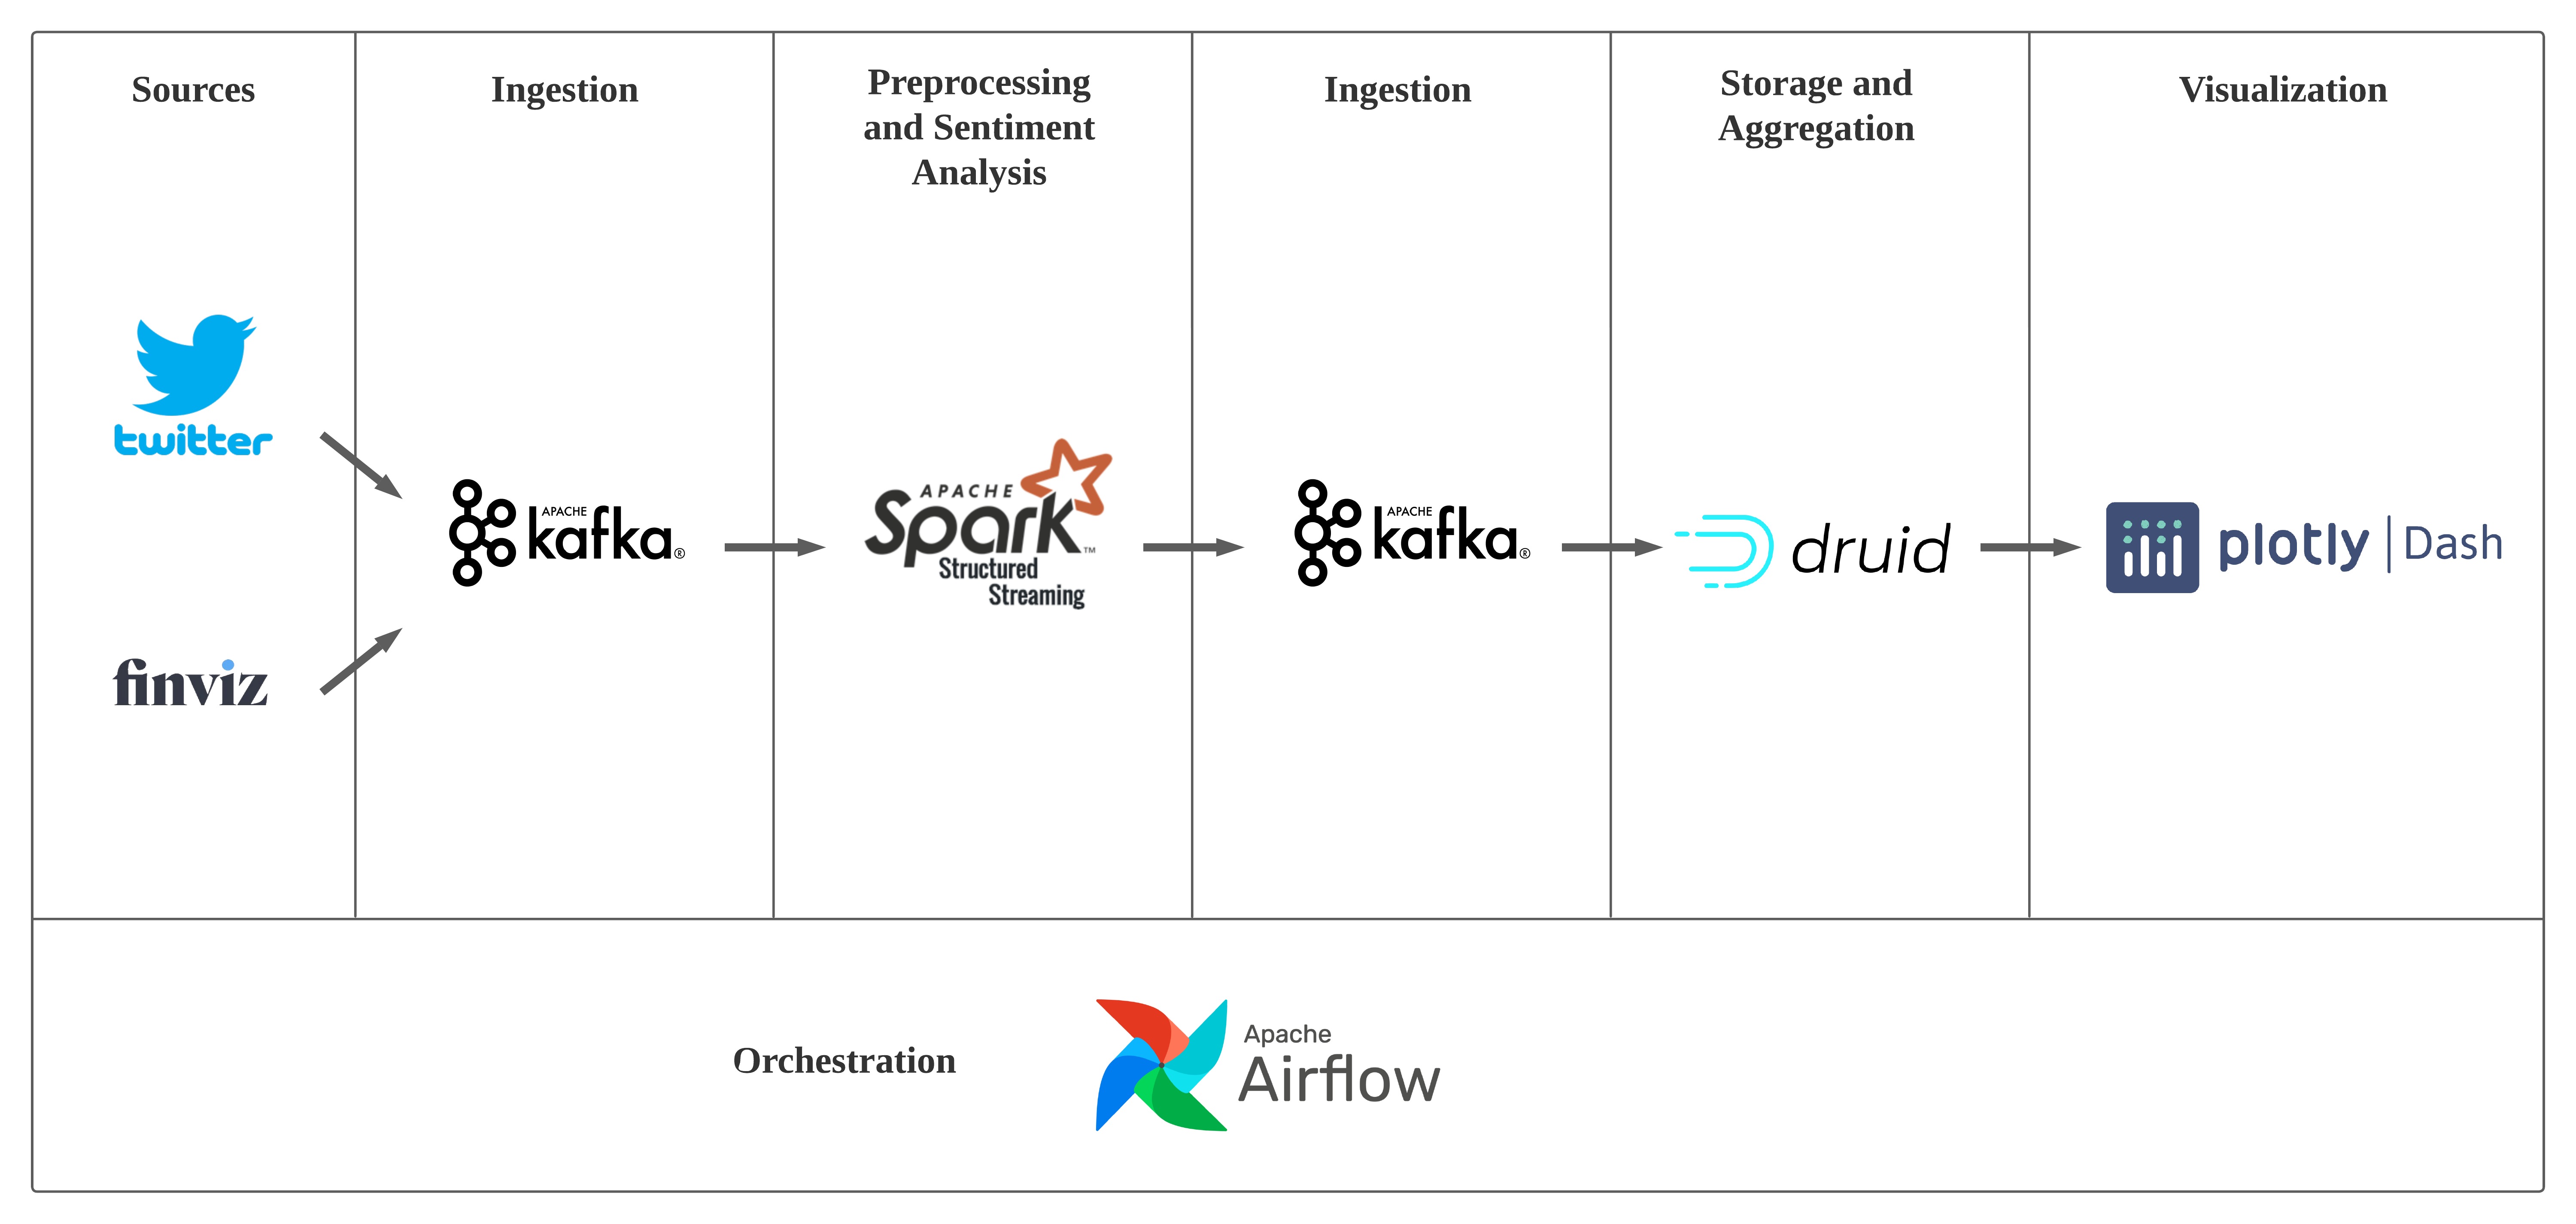 Sources
Ingestion
Preprocessing
and Sentiment
Analysis
Ingestion
Storage and
Aggregation
Visualization
twitter
finviz
APACHE
kafka®
APACHE
Spark™
Structured
Streaming
APACHE
kafka®
druid
plotly | Dash
Orchestration
Apache
Airflow